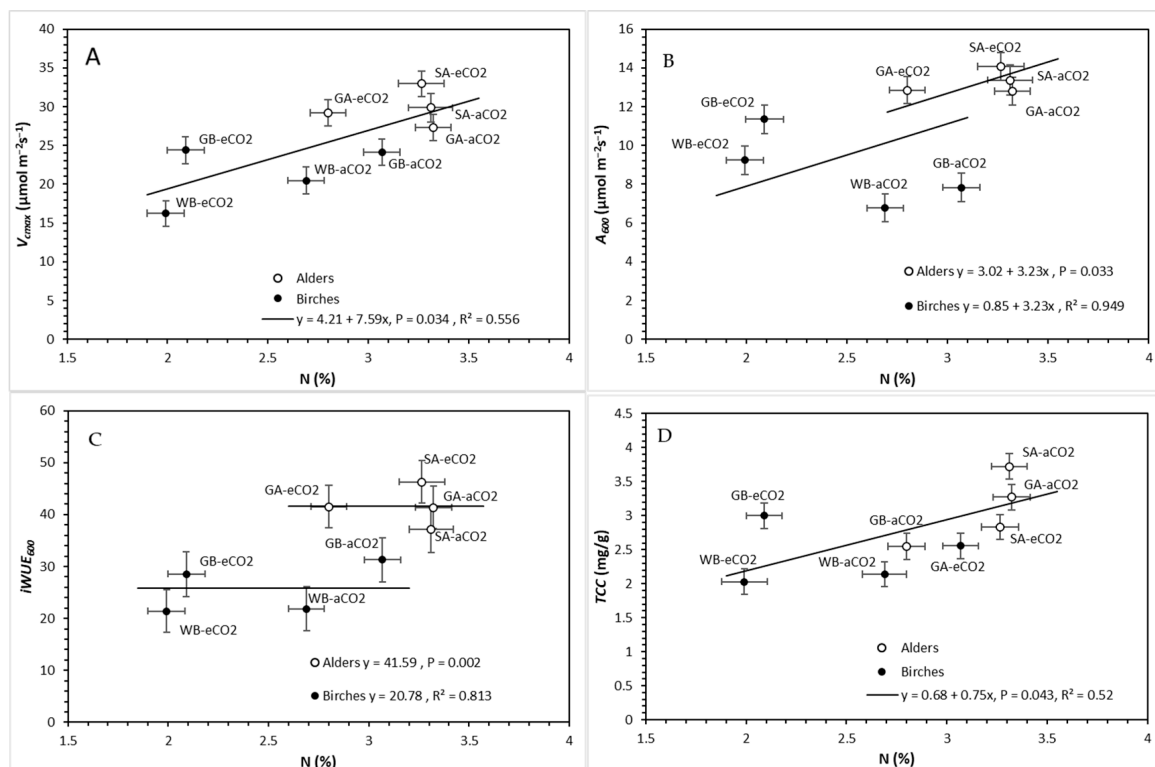 A
V_cmax (µmol m⁻²s⁻¹)
40
35
30
25
20
15
10
5
0
SA-eCO2
GA-eCO2
SA-aCO2
GA-aCO2
GB-eCO2
GB-aCO2
WB-aCO2
WB-eCO2
Alders
Birches
y = 4.21 + 7.59x, P = 0.034 , R² = 0.556
1.5 2 2.5 3 3.5 4
N (%)
B
A_600 (µmol m⁻²s⁻¹)
16
14
12
10
8
6
4
2
0
SA-eCO2
GA-eCO2
SA-aCO2
GA-aCO2
GB-eCO2
WB-eCO2
GB-aCO2
WB-aCO2
Alders y = 3.02 + 3.23x , P = 0.033
Birches y = 0.85 + 3.23x , R² = 0.949
1.5 2 2.5 3 3.5 4
N (%)
C
iWUE_600
60
50
40
30
20
10
0
SA-eCO2
GA-eCO2
GA-aCO2
SA-aCO2
GB-aCO2
GB-eCO2
WB-aCO2
WB-eCO2
Alders y = 41.59 , P = 0.002
Birches y = 20.78 , R² = 0.813
1.5 2 2.5 3 3.5 4
N (%)
D
TCC (mg/g)
4.5
4
3.5
3
2.5
2
1.5
1
0.5
0
SA-aCO2
GA-aCO2
GB-eCO2
GB-aCO2
SA-eCO2
WB-eCO2
WB-aCO2
GA-eCO2
Alders
Birches
y = 0.68 + 0.75x, P = 0.043, R² = 0.52
1.5 2 2.5 3 3.5 4
N (%)